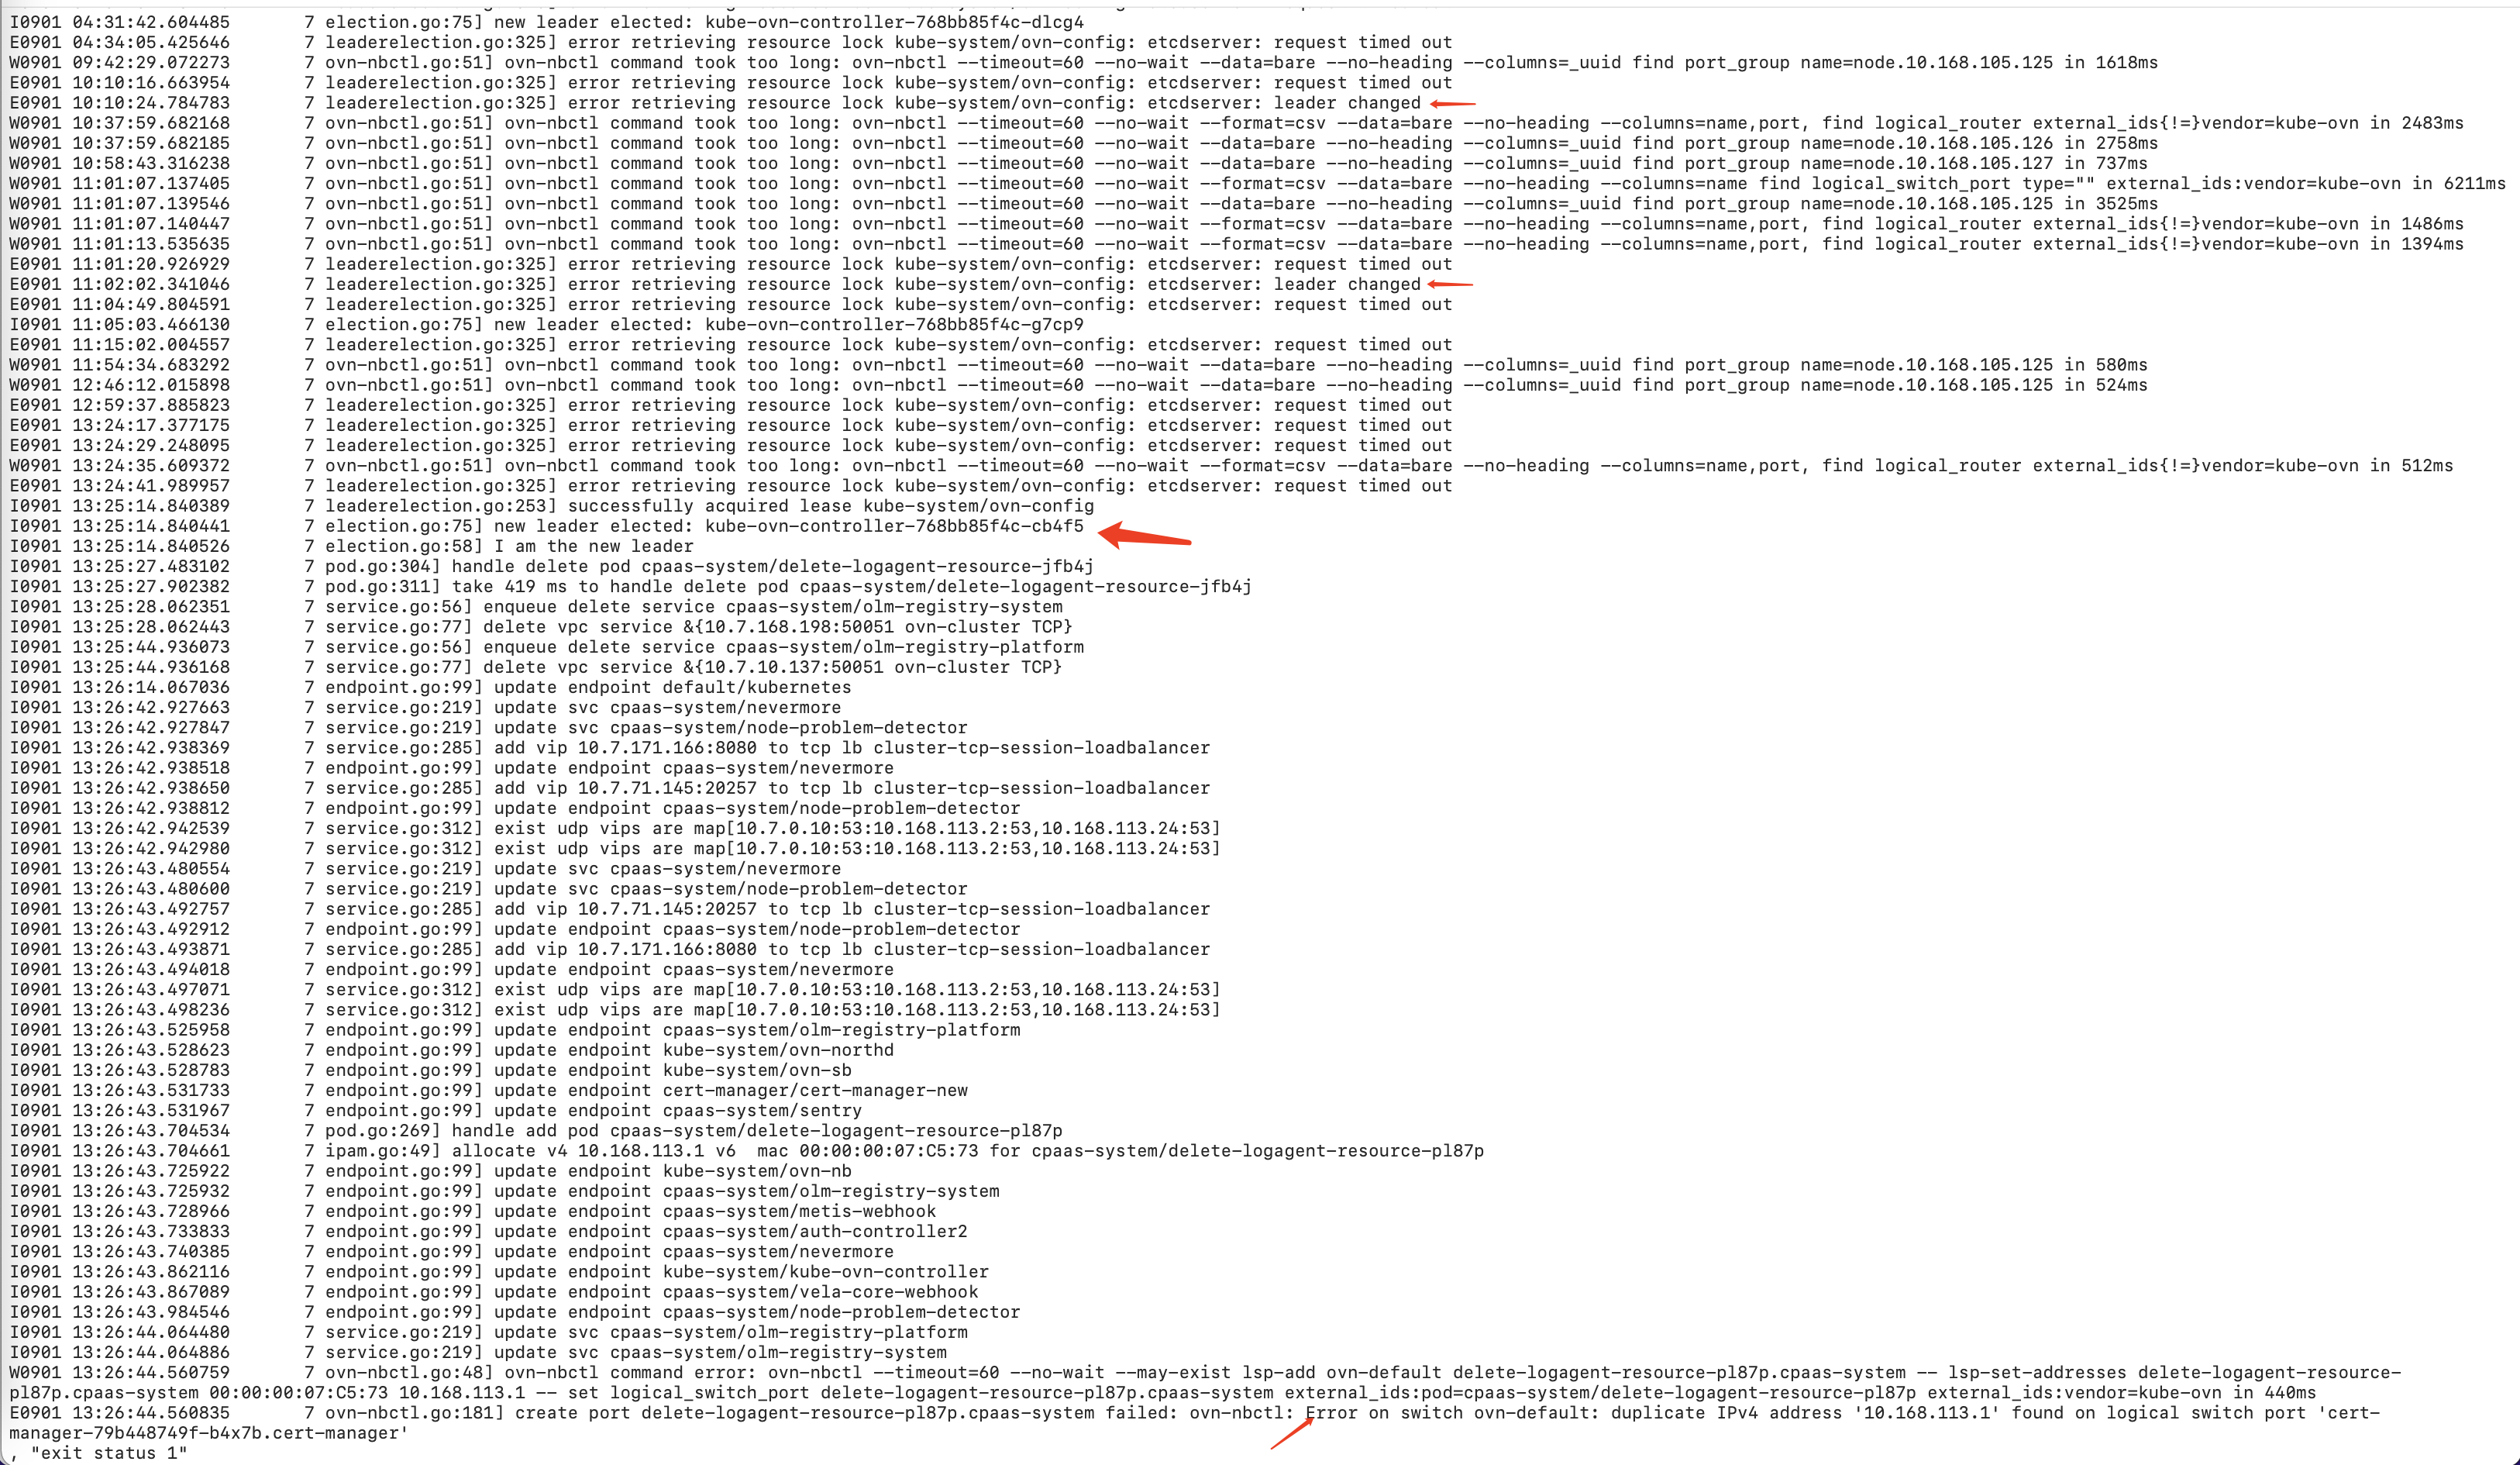 I0901 04:31:42.604485       7 election.go:75] new leader elected: kube-ovn-controller-768bb85f4c-dlcg4
E0901 04:34:05.425646       7 leaderelection.go:325] error retrieving resource lock kube-system/ovn-config: etcdserver: request timed out
W0901 09:42:29.072273       7 ovn-nbctl.go:51] ovn-nbctl command took too long: ovn-nbctl --timeout=60 --no-wait --data=bare --no-heading --columns=_uuid find port_group name=node.10.168.105.125 in 1618ms
E0901 10:10:16.663954       7 leaderelection.go:325] error retrieving resource lock kube-system/ovn-config: etcdserver: request timed out
E0901 10:10:24.784783       7 leaderelection.go:325] error retrieving resource lock kube-system/ovn-config: etcdserver: leader changed
W0901 10:37:59.682168       7 ovn-nbctl.go:51] ovn-nbctl command took too long: ovn-nbctl --timeout=60 --no-wait --format=csv --data=bare --no-heading --columns=name,port, find logical_router external_ids{!=}vendor=kube-ovn in 2483ms
W0901 10:37:59.682185       7 ovn-nbctl.go:51] ovn-nbctl command took too long: ovn-nbctl --timeout=60 --no-wait --data=bare --no-heading --columns=_uuid find port_group name=node.10.168.105.126 in 2758ms
W0901 10:58:43.316238       7 ovn-nbctl.go:51] ovn-nbctl command took too long: ovn-nbctl --timeout=60 --no-wait --data=bare --no-heading --columns=_uuid find port_group name=node.10.168.105.127 in 737ms
W0901 11:01:07.137405       7 ovn-nbctl.go:51] ovn-nbctl command took too long: ovn-nbctl --timeout=60 --no-wait --format=csv --data=bare --no-heading --columns=name find logical_switch_port type="" external_ids:vendor=kube-ovn in 6211ms
W0901 11:01:07.139546       7 ovn-nbctl.go:51] ovn-nbctl command took too long: ovn-nbctl --timeout=60 --no-wait --data=bare --no-heading --columns=_uuid find port_group name=node.10.168.105.125 in 3525ms
W0901 11:01:07.140447       7 ovn-nbctl.go:51] ovn-nbctl command took too long: ovn-nbctl --timeout=60 --no-wait --format=csv --data=bare --no-heading --columns=name,port, find logical_router external_ids{!=}vendor=kube-ovn in 1486ms
W0901 11:01:13.535635       7 ovn-nbctl.go:51] ovn-nbctl command took too long: ovn-nbctl --timeout=60 --no-wait --format=csv --data=bare --no-heading --columns=name,port, find logical_router external_ids{!=}vendor=kube-ovn in 1394ms
E0901 11:01:20.926929       7 leaderelection.go:325] error retrieving resource lock kube-system/ovn-config: etcdserver: request timed out
E0901 11:02:02.341046       7 leaderelection.go:325] error retrieving resource lock kube-system/ovn-config: etcdserver: leader changed
E0901 11:04:49.804591       7 leaderelection.go:325] error retrieving resource lock kube-system/ovn-config: etcdserver: request timed out
I0901 11:05:03.466130       7 election.go:75] new leader elected: kube-ovn-controller-768bb85f4c-g7cp9
E0901 11:15:02.004557       7 leaderelection.go:325] error retrieving resource lock kube-system/ovn-config: etcdserver: request timed out
W0901 11:54:34.683292       7 ovn-nbctl.go:51] ovn-nbctl command took too long: ovn-nbctl --timeout=60 --no-wait --data=bare --no-heading --columns=_uuid find port_group name=node.10.168.105.125 in 580ms
W0901 12:46:12.015898       7 ovn-nbctl.go:51] ovn-nbctl command took too long: ovn-nbctl --timeout=60 --no-wait --data=bare --no-heading --columns=_uuid find port_group name=node.10.168.105.125 in 524ms
E0901 12:59:37.885823       7 leaderelection.go:325] error retrieving resource lock kube-system/ovn-config: etcdserver: request timed out
E0901 13:24:17.377175       7 leaderelection.go:325] error retrieving resource lock kube-system/ovn-config: etcdserver: request timed out
E0901 13:24:29.248095       7 leaderelection.go:325] error retrieving resource lock kube-system/ovn-config: etcdserver: request timed out
W0901 13:24:35.609372       7 ovn-nbctl.go:51] ovn-nbctl command took too long: ovn-nbctl --timeout=60 --no-wait --format=csv --data=bare --no-heading --columns=name,port, find logical_router external_ids{!=}vendor=kube-ovn in 512ms
E0901 13:24:41.989957       7 leaderelection.go:325] error retrieving resource lock kube-system/ovn-config: etcdserver: request timed out
I0901 13:25:14.840389       7 leaderelection.go:253] successfully acquired lease kube-system/ovn-config
I0901 13:25:14.840441       7 election.go:75] new leader elected: kube-ovn-controller-768bb85f4c-cb4f5
I0901 13:25:14.840526       7 election.go:58] I am the new leader
I0901 13:25:27.483102       7 pod.go:304] handle delete pod cpaas-system/delete-logagent-resource-jfb4j
I0901 13:25:27.902382       7 pod.go:311] take 419 ms to handle delete pod cpaas-system/delete-logagent-resource-jfb4j
I0901 13:25:28.062351       7 service.go:56] enqueue delete service cpaas-system/olm-registry-system
I0901 13:25:28.062443       7 service.go:77] delete vpc service &{10.7.168.198:50051 ovn-cluster TCP}
I0901 13:25:44.936073       7 service.go:56] enqueue delete service cpaas-system/olm-registry-platform
I0901 13:25:44.936168       7 service.go:77] delete vpc service &{10.7.10.137:50051 ovn-cluster TCP}
I0901 13:26:14.067036       7 endpoint.go:99] update endpoint default/kubernetes
I0901 13:26:42.927663       7 service.go:219] update svc cpaas-system/nevermore
I0901 13:26:42.927847       7 service.go:219] update svc cpaas-system/node-problem-detector
I0901 13:26:42.938369       7 service.go:285] add vip 10.7.171.166:8080 to tcp lb cluster-tcp-session-loadbalancer
I0901 13:26:42.938518       7 endpoint.go:99] update endpoint cpaas-system/nevermore
I0901 13:26:42.938650       7 service.go:285] add vip 10.7.71.145:20257 to tcp lb cluster-tcp-session-loadbalancer
I0901 13:26:42.938812       7 endpoint.go:99] update endpoint cpaas-system/node-problem-detector
I0901 13:26:42.942539       7 service.go:312] exist udp vips are map[10.7.0.10:53:10.168.113.2:53,10.168.113.24:53]
I0901 13:26:42.942980       7 service.go:312] exist udp vips are map[10.7.0.10:53:10.168.113.2:53,10.168.113.24:53]
I0901 13:26:43.480554       7 service.go:219] update svc cpaas-system/nevermore
I0901 13:26:43.480600       7 service.go:219] update svc cpaas-system/node-problem-detector
I0901 13:26:43.492757       7 service.go:285] add vip 10.7.71.145:20257 to tcp lb cluster-tcp-session-loadbalancer
I0901 13:26:43.492912       7 endpoint.go:99] update endpoint cpaas-system/node-problem-detector
I0901 13:26:43.493871       7 service.go:285] add vip 10.7.171.166:8080 to tcp lb cluster-tcp-session-loadbalancer
I0901 13:26:43.494018       7 endpoint.go:99] update endpoint cpaas-system/nevermore
I0901 13:26:43.497071       7 service.go:312] exist udp vips are map[10.7.0.10:53:10.168.113.2:53,10.168.113.24:53]
I0901 13:26:43.498236       7 service.go:312] exist udp vips are map[10.7.0.10:53:10.168.113.2:53,10.168.113.24:53]
I0901 13:26:43.525958       7 endpoint.go:99] update endpoint cpaas-system/olm-registry-platform
I0901 13:26:43.528623       7 endpoint.go:99] update endpoint kube-system/ovn-northd
I0901 13:26:43.528783       7 endpoint.go:99] update endpoint kube-system/ovn-sb
I0901 13:26:43.531733       7 endpoint.go:99] update endpoint cert-manager/cert-manager-new
I0901 13:26:43.531967       7 endpoint.go:99] update endpoint cpaas-system/sentry
I0901 13:26:43.704534       7 pod.go:269] handle add pod cpaas-system/delete-logagent-resource-pl87p
I0901 13:26:43.704661       7 ipam.go:49] allocate v4 10.168.113.1 v6  mac 00:00:00:07:C5:73 for cpaas-system/delete-logagent-resource-pl87p
I0901 13:26:43.725922       7 endpoint.go:99] update endpoint kube-system/ovn-nb
I0901 13:26:43.725932       7 endpoint.go:99] update endpoint cpaas-system/olm-registry-system
I0901 13:26:43.728966       7 endpoint.go:99] update endpoint cpaas-system/metis-webhook
I0901 13:26:43.733833       7 endpoint.go:99] update endpoint cpaas-system/auth-controller2
I0901 13:26:43.740385       7 endpoint.go:99] update endpoint cpaas-system/nevermore
I0901 13:26:43.862116       7 endpoint.go:99] update endpoint kube-system/kube-ovn-controller
I0901 13:26:43.867089       7 endpoint.go:99] update endpoint cpaas-system/vela-core-webhook
I0901 13:26:43.984546       7 endpoint.go:99] update endpoint cpaas-system/node-problem-detector
I0901 13:26:44.064480       7 service.go:219] update svc cpaas-system/olm-registry-platform
I0901 13:26:44.064886       7 service.go:219] update svc cpaas-system/olm-registry-system
W0901 13:26:44.560759       7 ovn-nbctl.go:48] ovn-nbctl command error: ovn-nbctl --timeout=60 --no-wait --may-exist lsp-add ovn-default delete-logagent-resource-pl87p.cpaas-system -- lsp-set-addresses delete-logagent-resource-
pl87p.cpaas-system 00:00:00:07:C5:73 10.168.113.1 -- set logical_switch_port delete-logagent-resource-pl87p.cpaas-system external_ids:pod=cpaas-system/delete-logagent-resource-pl87p external_ids:vendor=kube-ovn in 440ms
E0901 13:26:44.560835       7 ovn-nbctl.go:181] create port delete-logagent-resource-pl87p.cpaas-system failed: ovn-nbctl: Error on switch ovn-default: duplicate IPv4 address '10.168.113.1' found on logical switch port 'cert-
manager-79b448749f-b4x7b.cert-manager'
, "exit status 1"